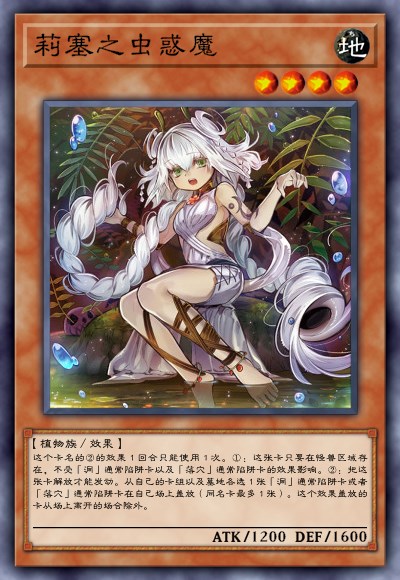 莉塞之虫惑魔
地
【植物族／效果】
这个卡名的②的效果1回合只能使用1次。①：这张卡只要在怪兽区域存
在，不受「洞」通常陷阱卡以及「落穴」通常陷阱卡的效果影响。②：把这
张卡解放才能发动。从自己的卡组以及墓地各选1张「洞」通常陷阱卡或者
「落穴」通常陷阱卡在自己场上盖放（同名卡最多1张）。这个效果盖放的
卡从场上离开的场合除外。
ATK/1200 DEF/1600